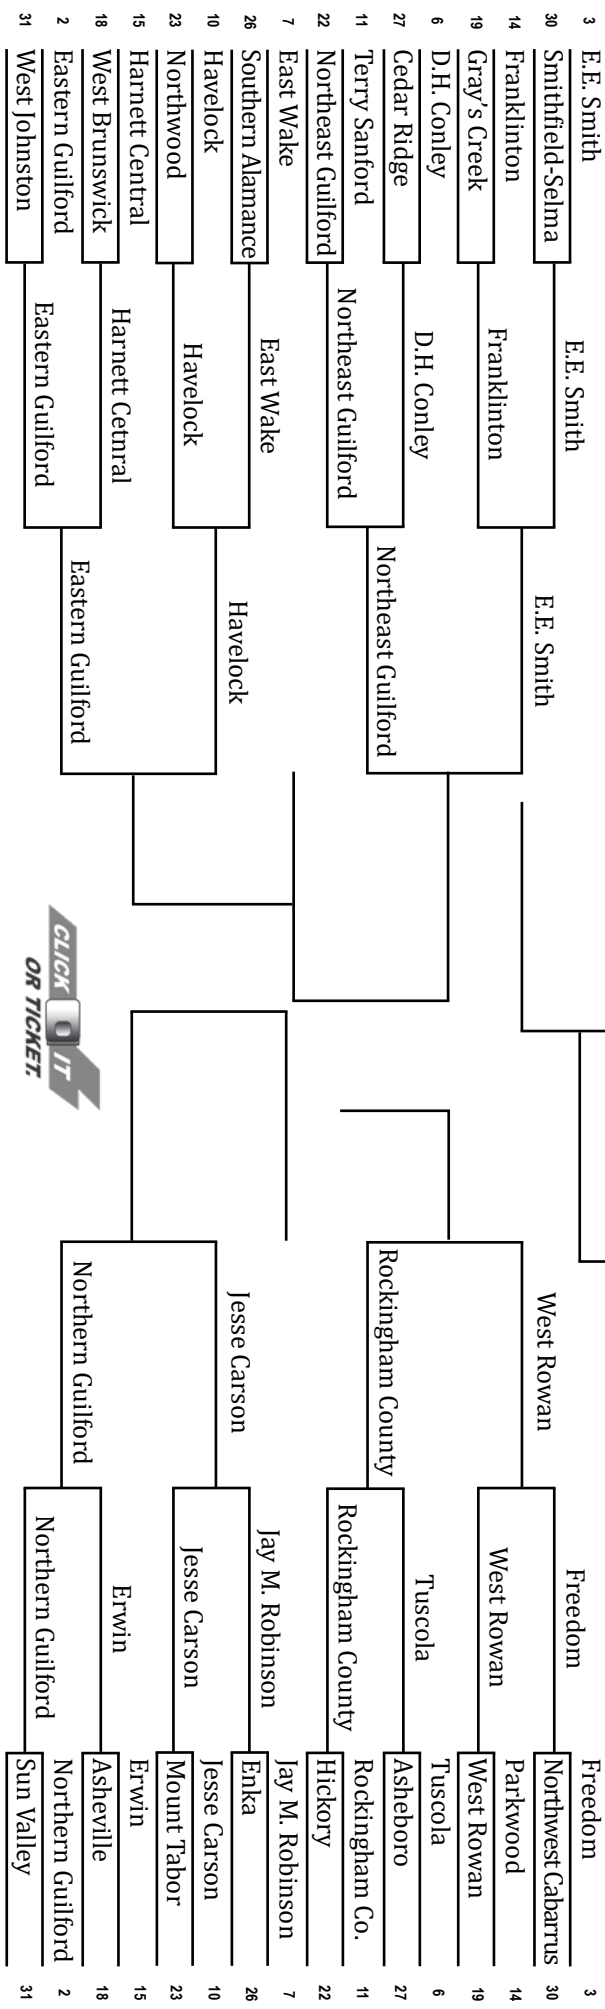 3
E.E. Smith
30
Smithfield-Selma
E.E. Smith
14
Franklinton
19
Gray's Creek
Franklinton
E.E. Smith
6
D.H. Conley
27
Cedar Ridge
D.H. Conley
11
Terry Sanford
22
Northeast Guilford
Northeast Guilford
Northeast Guilford
7
East Wake
26
Southern Alamance
East Wake
10
Havelock
23
Northwood
Havelock
Havelock
15
Harnett Central
18
West Brunswick
Harnett Cetnral
2
Eastern Guilford
31
West Johnston
Eastern Guilford
Eastern Guilford
CLICK IT
OR TICKET.
West Rowan
Freedom
Freedom
3
Northwest Cabarrus
30
West Rowan
Parkwood
14
West Rowan
19
Rockingham County
Tuscola
Tuscola
6
Asheboro
27
Rockingham County
Rockingham Co.
11
Hickory
22
Jesse Carson
Jay M. Robinson
Jay M. Robinson
7
Enka
26
Jesse Carson
Jesse Carson
10
Mount Tabor
23
Northern Guilford
Erwin
Erwin
15
Asheville
18
Northern Guilford
Northern Guilford
2
Sun Valley
31